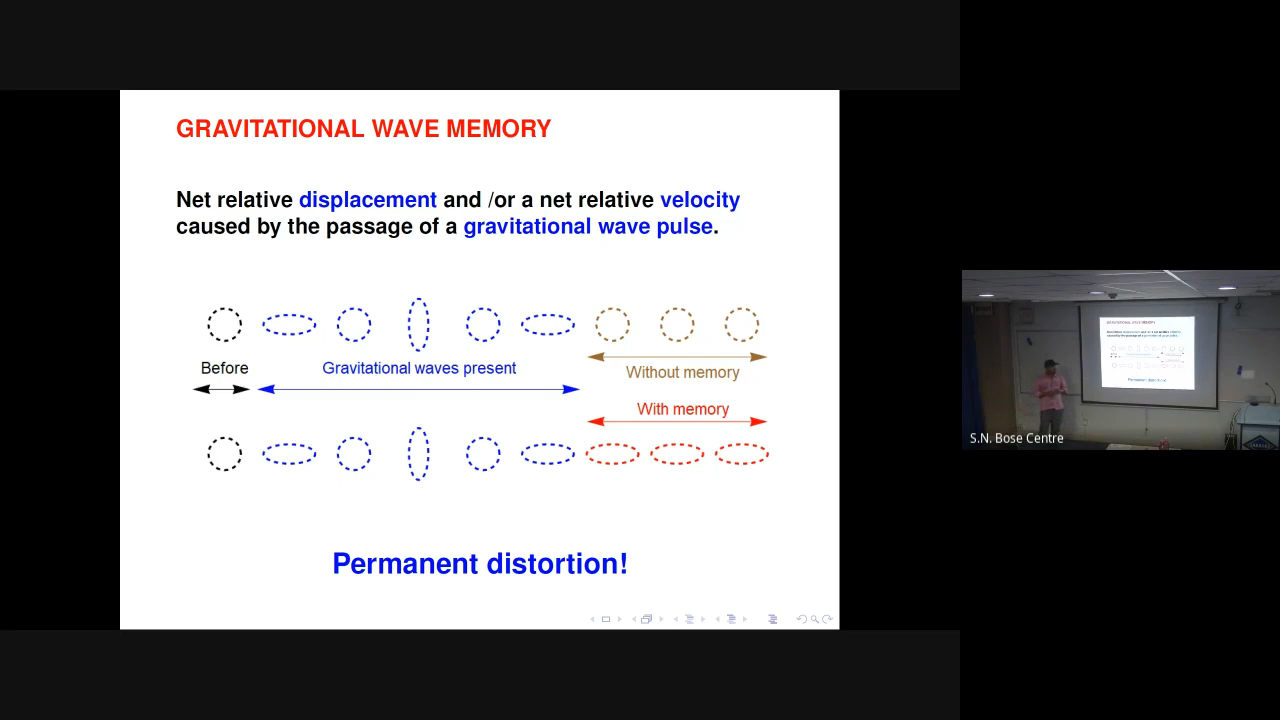 GRAVITATIONAL WAVE MEMORY
Net relative displacement and /or a net relative velocity
caused by the passage of a gravitational wave pulse.
Before
Gravitational waves present
Without memory
With memory
Permanent distortion!
S.N. Bose Centre